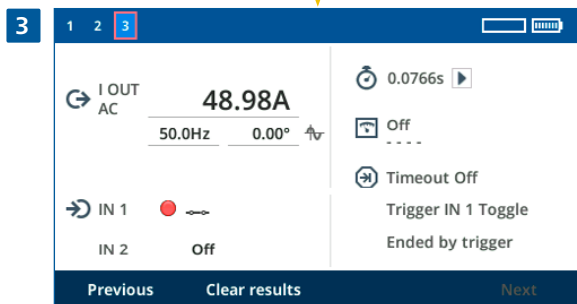 3
1 2 3
I OUT
AC
48.98A
50.0Hz 0.00°
0.0766s
Off
- - - -
Timeout Off
IN 1
Trigger IN 1 Toggle
IN 2 Off
Ended by trigger
Previous Clear results Next